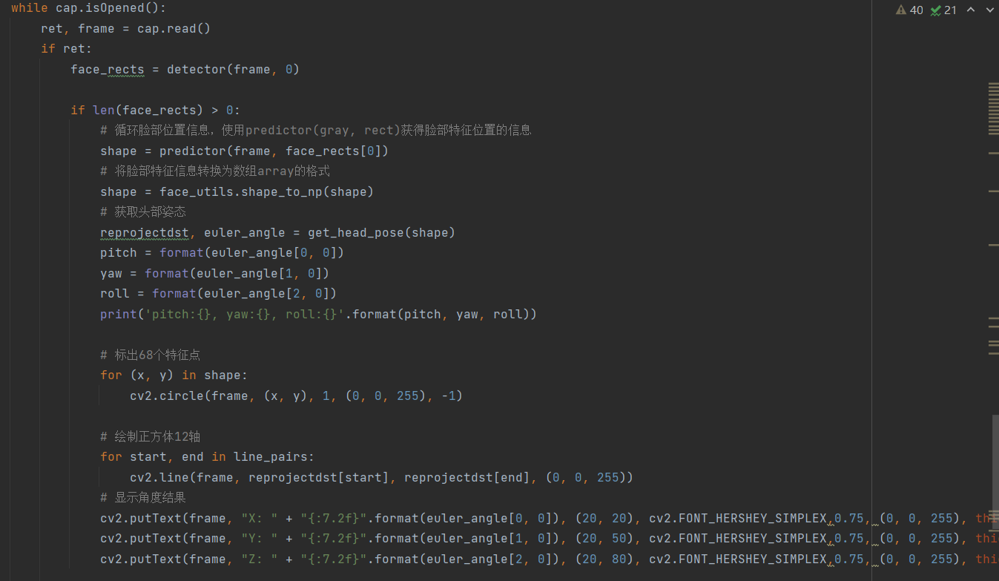 while cap.isOpened():
40 21
ret, frame = cap.read()
if ret:
face_rects = detector(frame, 0)
if len(face_rects) > 0:
# 循环脸部位置信息，使用predictor(gray, rect)获得脸部特征位置的信息
shape = predictor(frame, face_rects[0])
# 将脸部特征信息转换为数组array的格式
shape = face_utils.shape_to_np(shape)
# 获取头部姿态
reprojectdst, euler_angle = get_head_pose(shape)
pitch = format(euler_angle[0, 0])
yaw = format(euler_angle[1, 0])
roll = format(euler_angle[2, 0])
print('pitch:{}, yaw:{}, roll:{}'.format(pitch, yaw, roll))
# 标出68个特征点
for (x, y) in shape:
cv2.circle(frame, (x, y), 1, (0, 0, 255), -1)
# 绘制正方体12轴
for start, end in line_pairs:
cv2.line(frame, reprojectdst[start], reprojectdst[end], (0, 0, 255))
# 显示角度结果
cv2.putText(frame, "X: " + "{:7.2f}".format(euler_angle[0, 0]), (20, 20), cv2.FONT_HERSHEY_SIMPLEX,0.75, (0, 0, 255), thi
cv2.putText(frame, "Y: " + "{:7.2f}".format(euler_angle[1, 0]), (20, 50), cv2.FONT_HERSHEY_SIMPLEX,0.75, (0, 0, 255), thi
cv2.putText(frame, "Z: " + "{:7.2f}".format(euler_angle[2, 0]), (20, 80), cv2.FONT_HERSHEY_SIMPLEX,0.75, (0, 0, 255), thi